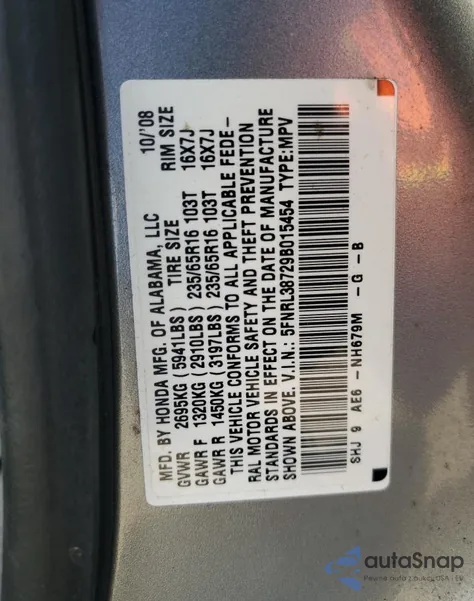 MFD. BY HONDA MFG. OF ALABAMA, LLC 10/'08
GVWR 2695KG (5941LBS) TIRE SIZE RIM SIZE
GAWR F 1320KG (2910LBS) 235/65R16 103T 16X7J
GAWR R 1450KG (3197LBS) 235/65R16 103T 16X7J
THIS VEHICLE CONFORMS TO ALL APPLICABLE FEDE-
RAL MOTOR VEHICLE SAFETY AND THEFT PREVENTION
STANDARDS IN EFFECT ON THE DATE OF MANUFACTURE
SHOWN ABOVE. V.I.N.: 5FNRL38729B015454 TYPE:MPV
SHJ 9 AE6 -NH679M -G -B
autoSnap